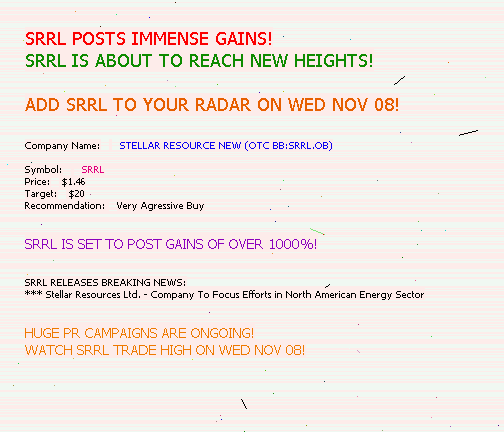 SRRL POSTS IMMENSE GAINS!
SRRL IS ABOUT TO REACH NEW HEIGHTS!
ADD SRRL TO YOUR RADAR ON WED NOV 08!
Company Name: STELLAR RESOURCE NEW (OTC BB:SRRL.OB)
Symbol: SRRL
Price: $1.46
Target: $20
Recommendation: Very Agressive Buy
SRRL IS SET TO POST GAINS OF OVER 1000%!
SRRL RELEASES BREAKING NEWS:
*** Stellar Resources Ltd. - Company To Focus Efforts in North American Energy Sector
HUGE PR CAMPAIGNS ARE ONGOING!
WATCH SRRL TRADE HIGH ON WED NOV 08!